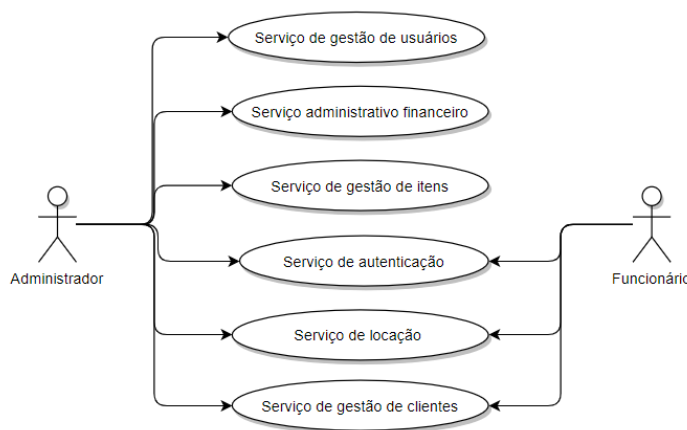 Serviço de gestão de usuários
Serviço administrativo financeiro
Serviço de gestão de itens
Serviço de autenticação
Administrador
Funcionário
Serviço de locação
Serviço de gestão de clientes